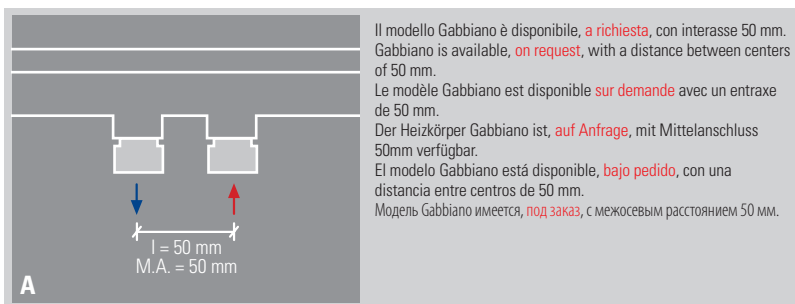 I = 50 mm
M.A. = 50 mm
A
Il modello Gabbiano è disponibile, a richiesta, con interasse 50 mm.
Gabbiano is available, on request, with a distance between centers
of 50 mm.
Le modèle Gabbiano est disponible sur demande avec un entraxe
de 50 mm.
Der Heizkörper Gabbiano ist, auf Anfrage, mit Mittelanschluss
50mm verfügbar.
El modelo Gabbiano está disponible, bajo pedido, con una
distancia entre centros de 50 mm.
Модель Gabbiano имеется, под заказ, с межосевым расстоянием 50 мм.